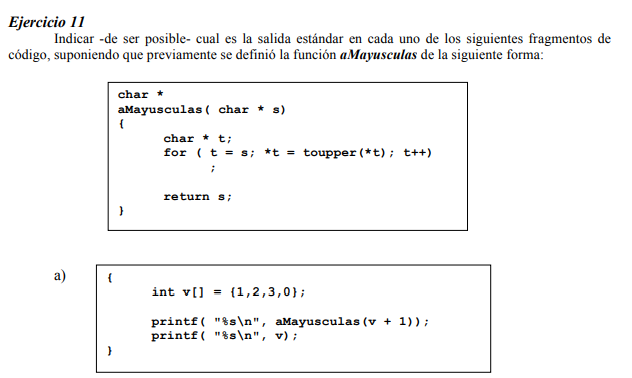 Ejercicio 11
Indicar -de ser posible- cual es la salida estándar en cada uno de los siguientes fragmentos de
código, suponiendo que previamente se definió la función aMayusculas de la siguiente forma:
char *
aMayusculas( char * s)
{
char * t;
for ( t = s; *t = toupper(*t); t++)
;
return s;
}
a)
{
int v[] = {1,2,3,0};
printf( "%s\n", aMayusculas(v + 1));
printf( "%s\n", v);
}